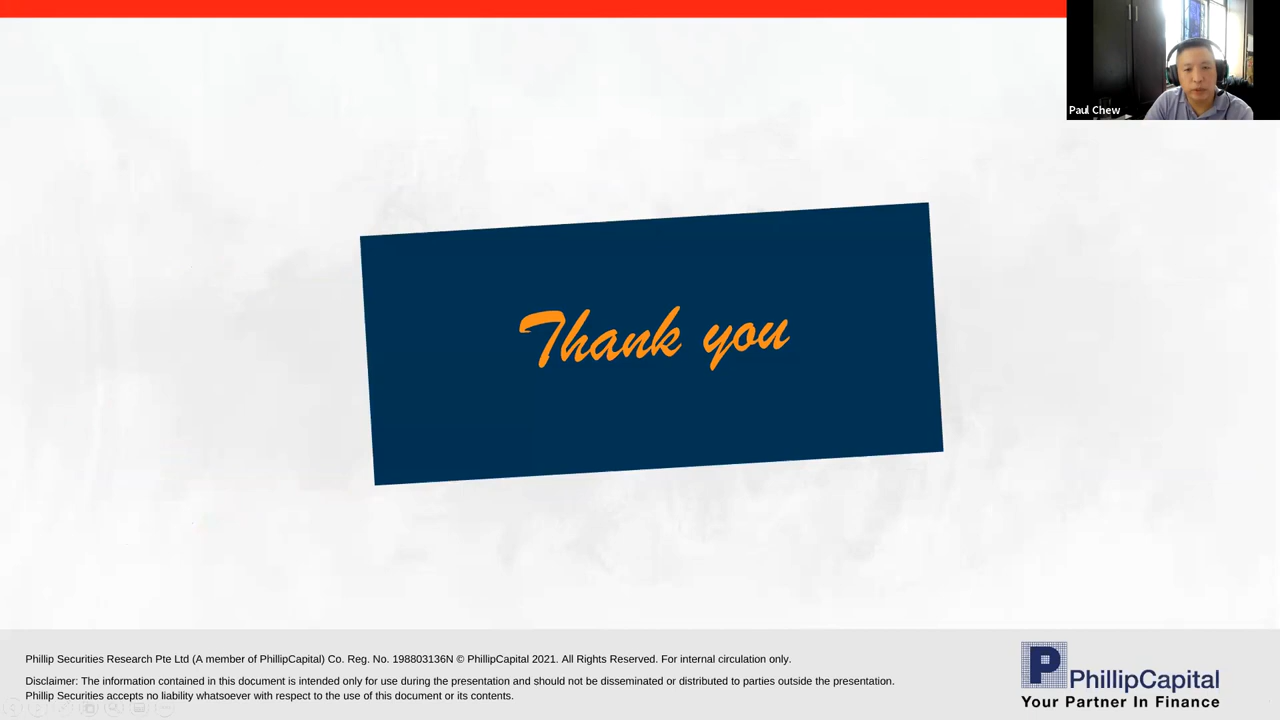 Paul Chew
Thank you
Phillip Securities Research Pte Ltd (A member of PhillipCapital) Co. Reg. No. 198803136N © PhillipCapital 2021. All Rights Reserved. For internal circulation only.
Disclaimer: The information contained in this document is intended only for use during the presentation and should not be disseminated or distributed to parties outside the presentation.
Phillip Securities accepts no liability whatsoever with respect to the use of this document or its contents.
P PhillipCapital
Your Partner In Finance